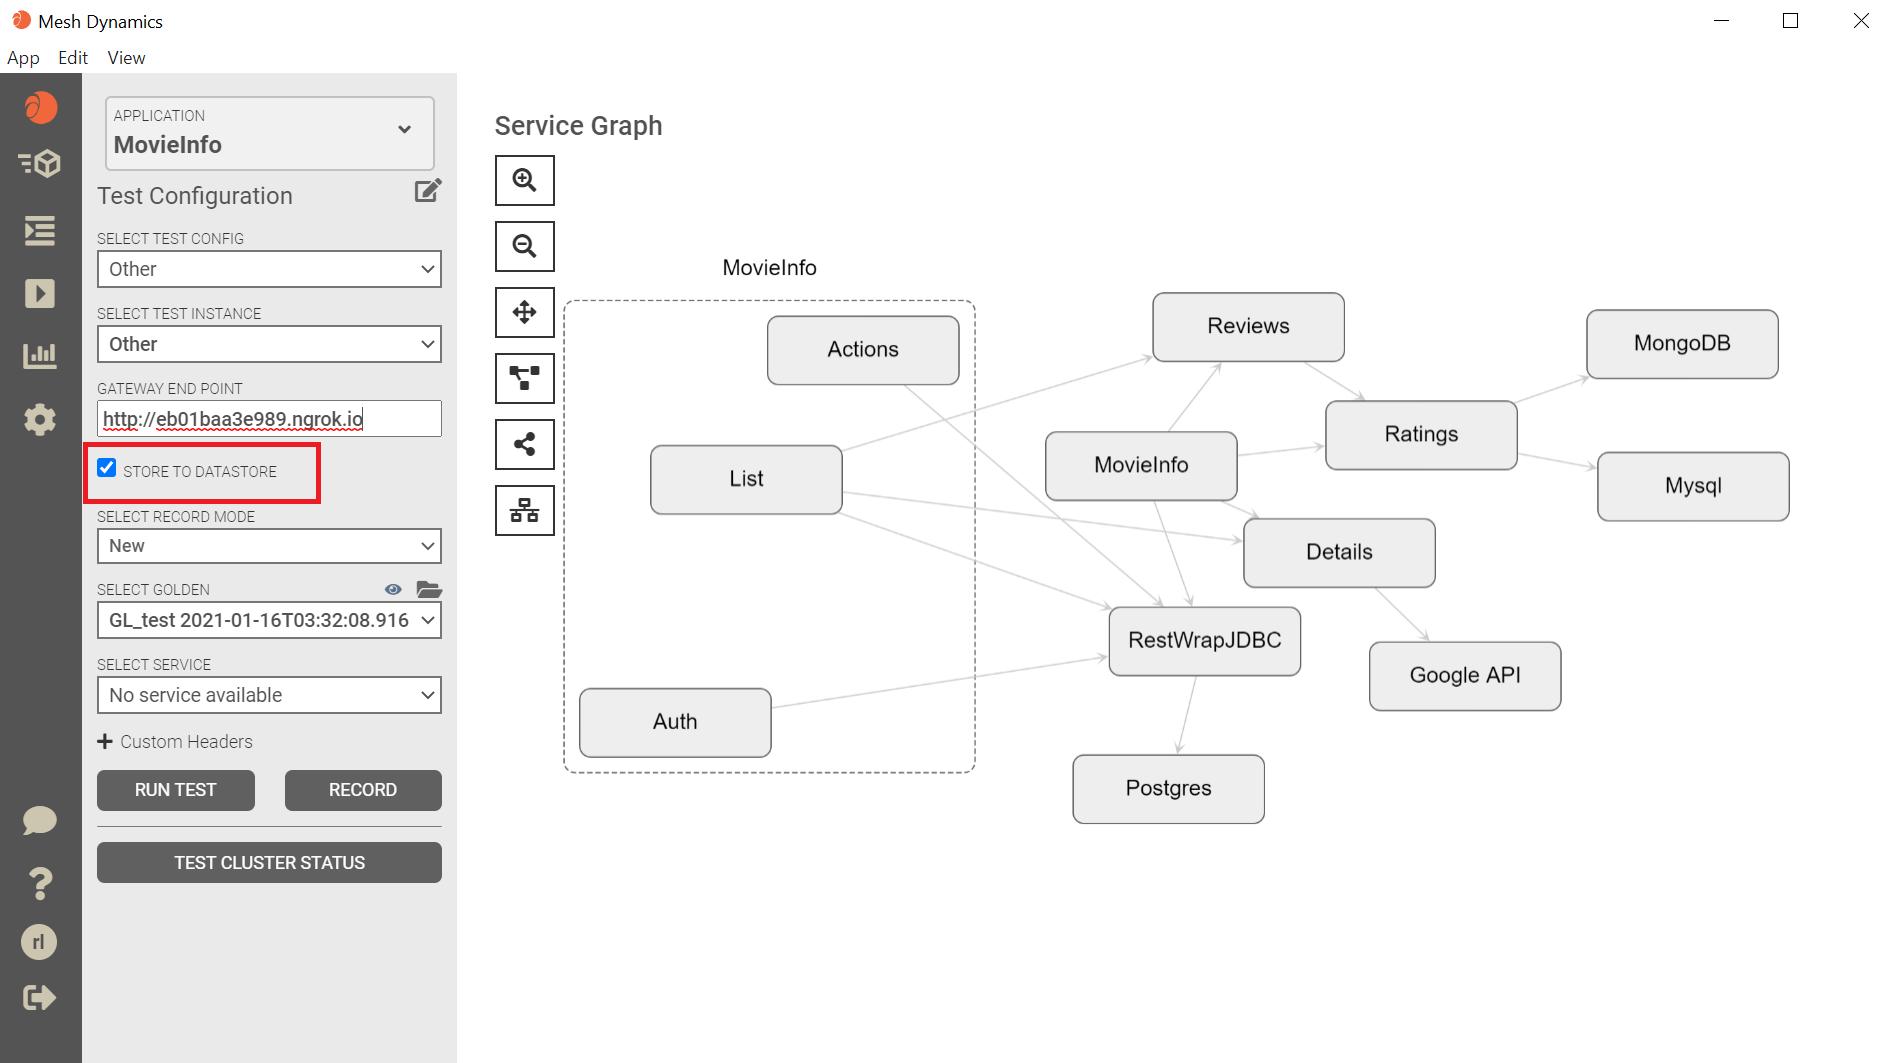 Mesh Dynamics
App Edit View
APPLICATION
MovieInfo
Test Configuration
SELECT TEST CONFIG
Other
SELECT TEST INSTANCE
Other
GATEWAY END POINT
http://eb01baa3e989.ngrok.io
STORE TO DATASTORE
SELECT RECORD MODE
New
SELECT GOLDEN
GL_test 2021-01-16T03:32:08.916
SELECT SERVICE
No service available
Custom Headers
RUN TEST
RECORD
TEST CLUSTER STATUS
rl
Service Graph
MovieInfo
Actions
List
Auth
Reviews
MovieInfo
Ratings
MongoDB
Mysql
Details
RestWrapJDBC
Google API
Postgres